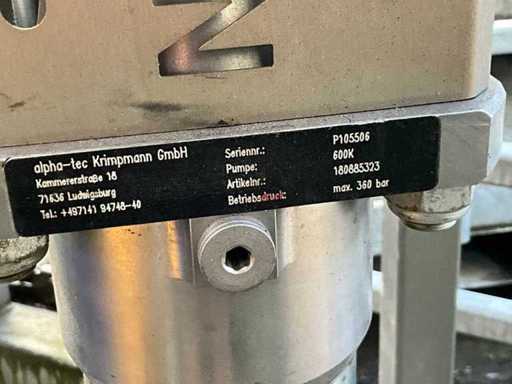 alpha-tec Krimpmann GmbH
Kammererstraße 18
71636 Ludwigsburg
Tel.: +497141 94748-40
Seriennr.: P105506
Pumpe: 600K
Artikelnr.: 180885323
Betriebsdruck: max. 360 bar